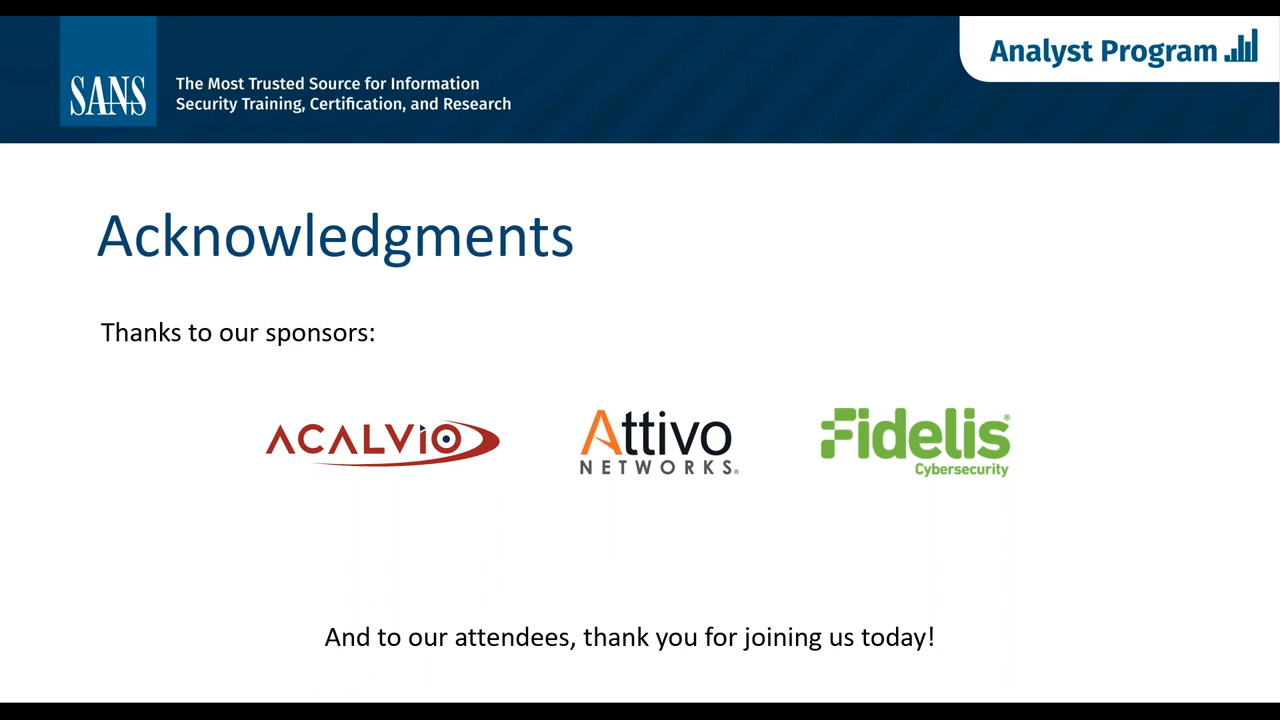 SANS
The Most Trusted Source for Information
Security Training, Certification, and Research
Analyst Program
Acknowledgments
Thanks to our sponsors:
ACALVIO
Attivo
NETWORKS®
Fidelis®
Cybersecurity
And to our attendees, thank you for joining us today!